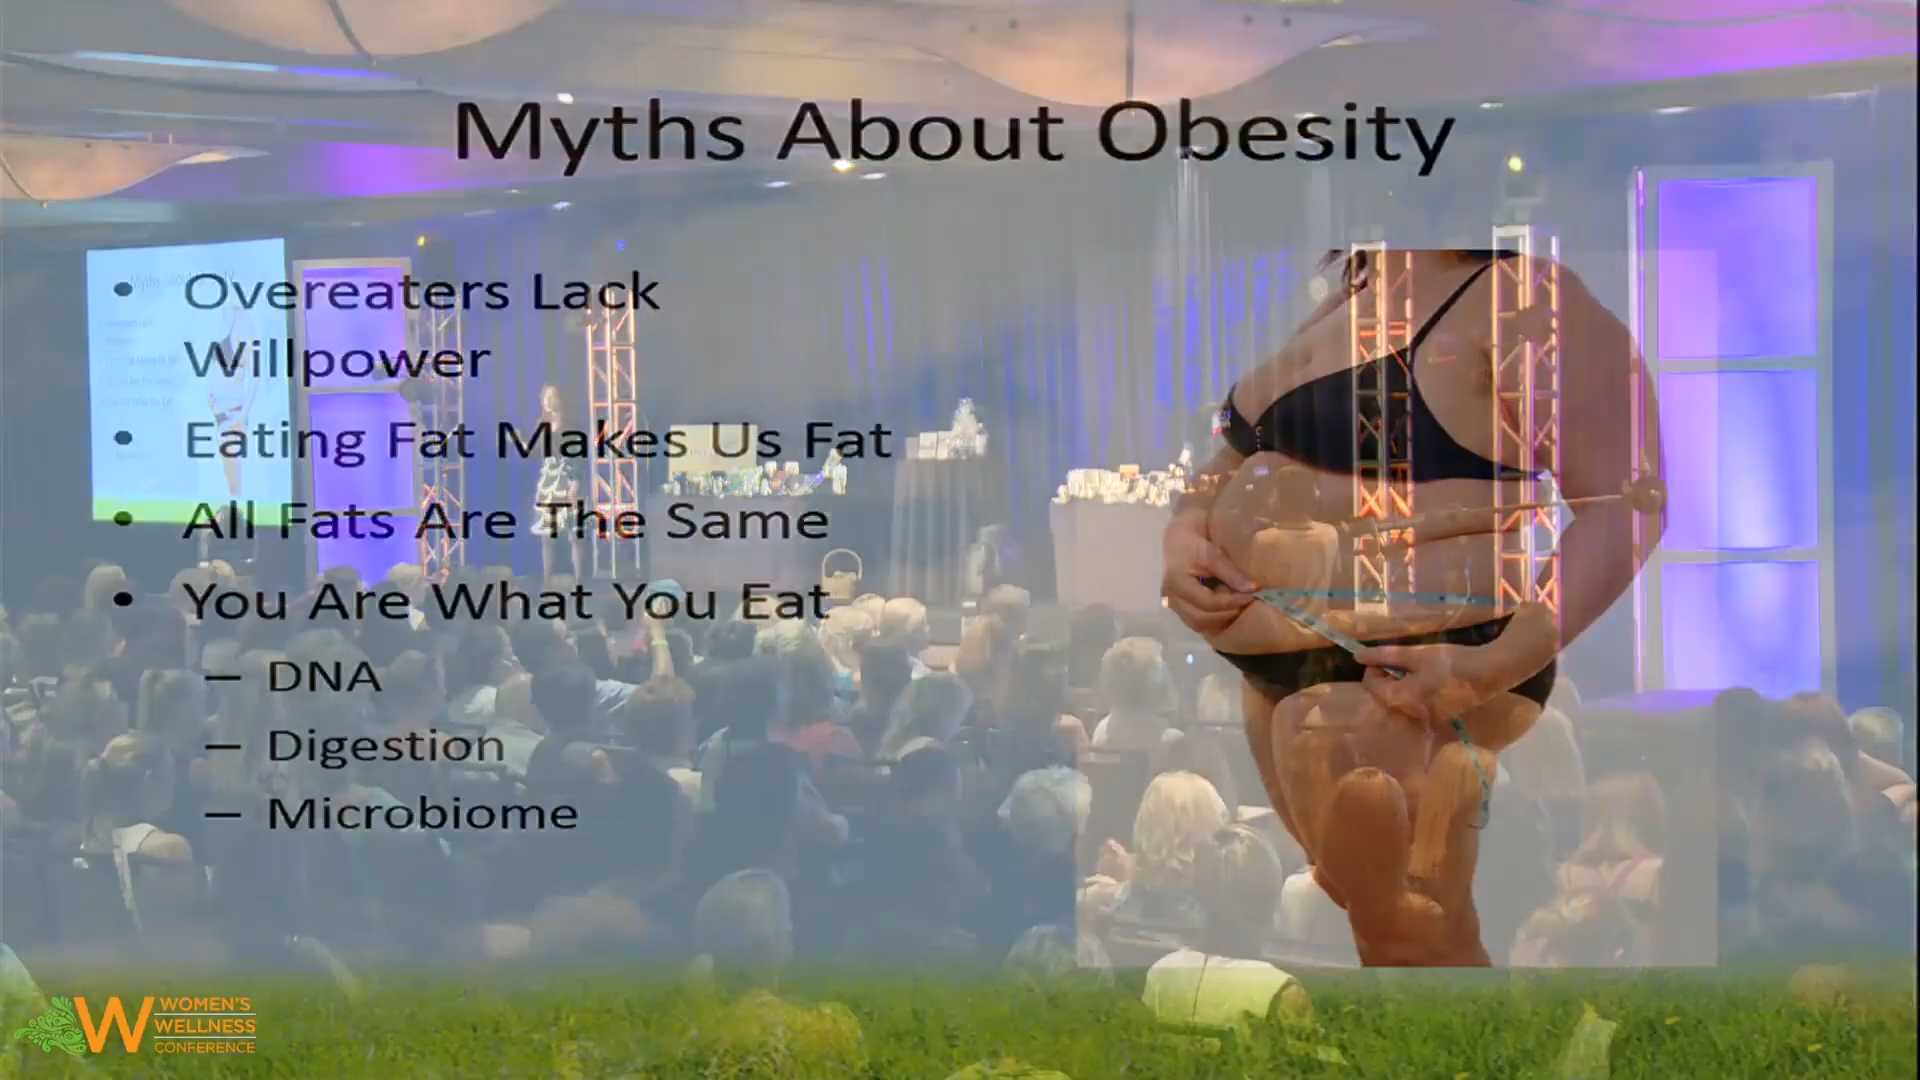 Myths About Obesity
• Overeaters Lack
Willpower
• Eating Fat Makes Us Fat
• All Fats Are The Same
• You Are What You Eat
– DNA
– Digestion
– Microbiome
W WOMEN'S
WELLNESS
CONFERENCE